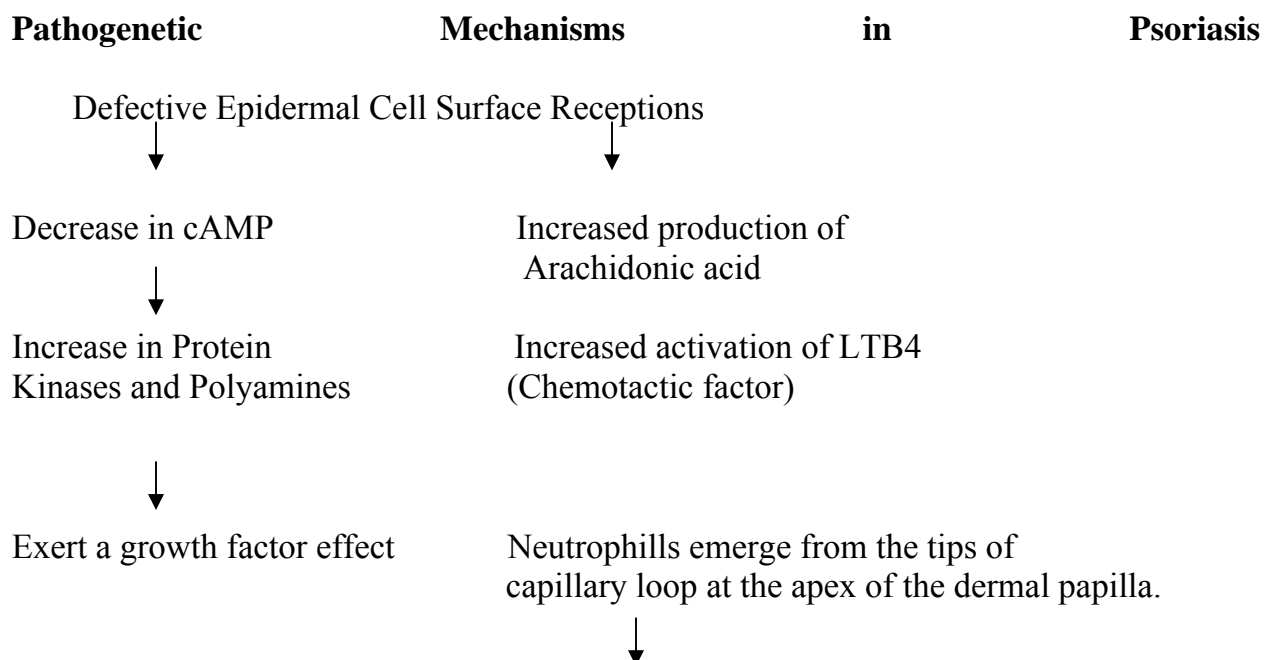 Pathogenetic Mechanisms in Psoriasis
Defective Epidermal Cell Surface Receptions
Decrease in cAMP Increased production of
Arachidonic acid
Increase in Protein Increased activation of LTB4
Kinases and Polyamines (Chemotactic factor)
Exert a growth factor effect Neutrophills emerge from the tips of
capillary loop at the apex of the dermal papilla.